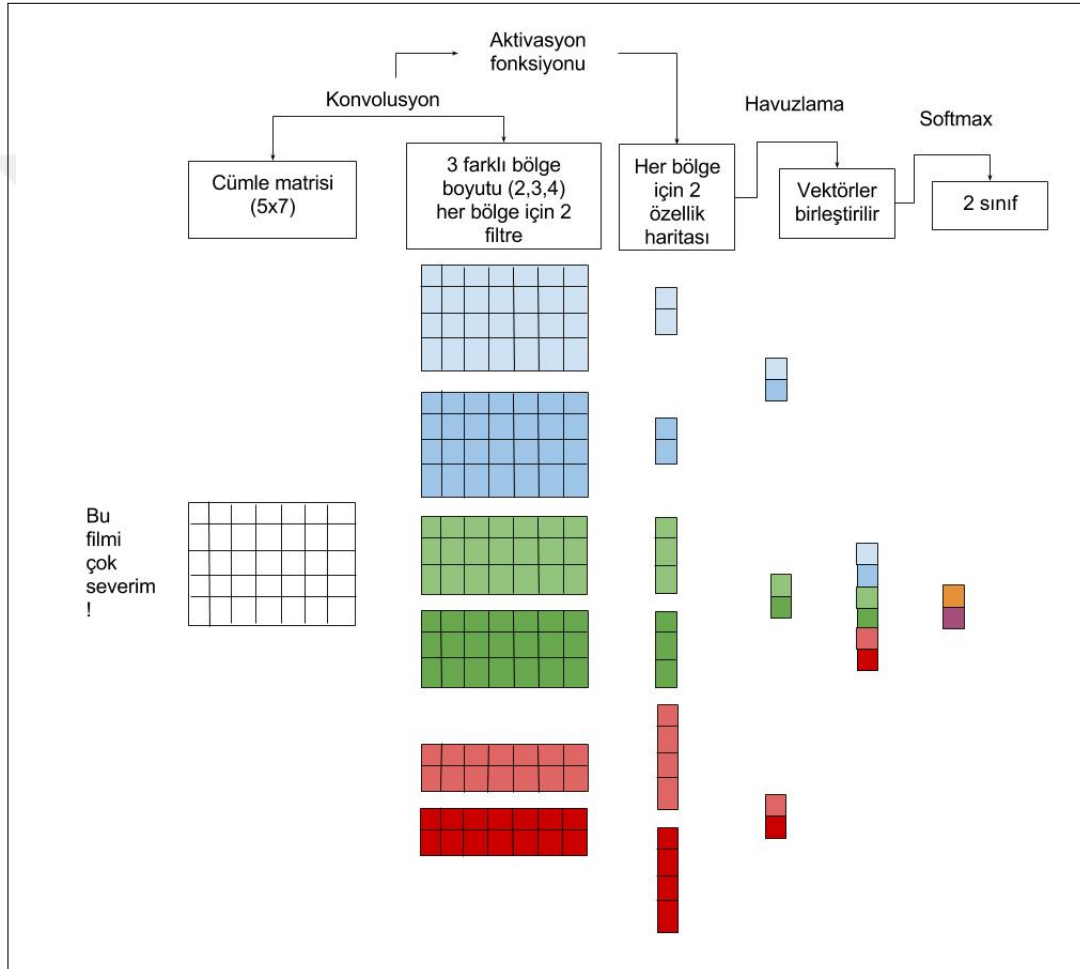 Aktivasyon
fonksiyonu
Konvolusyon
Havuzlama
Softmax
Cümle matrisi
(5x7)
3 farklı bölge
boyutu (2,3,4)
her bölge için 2
filtre
Her bölge
için 2
özellik
haritası
Vektörler
birleştirilir
2 sınıf
Bu
filmi
çok
severim
!